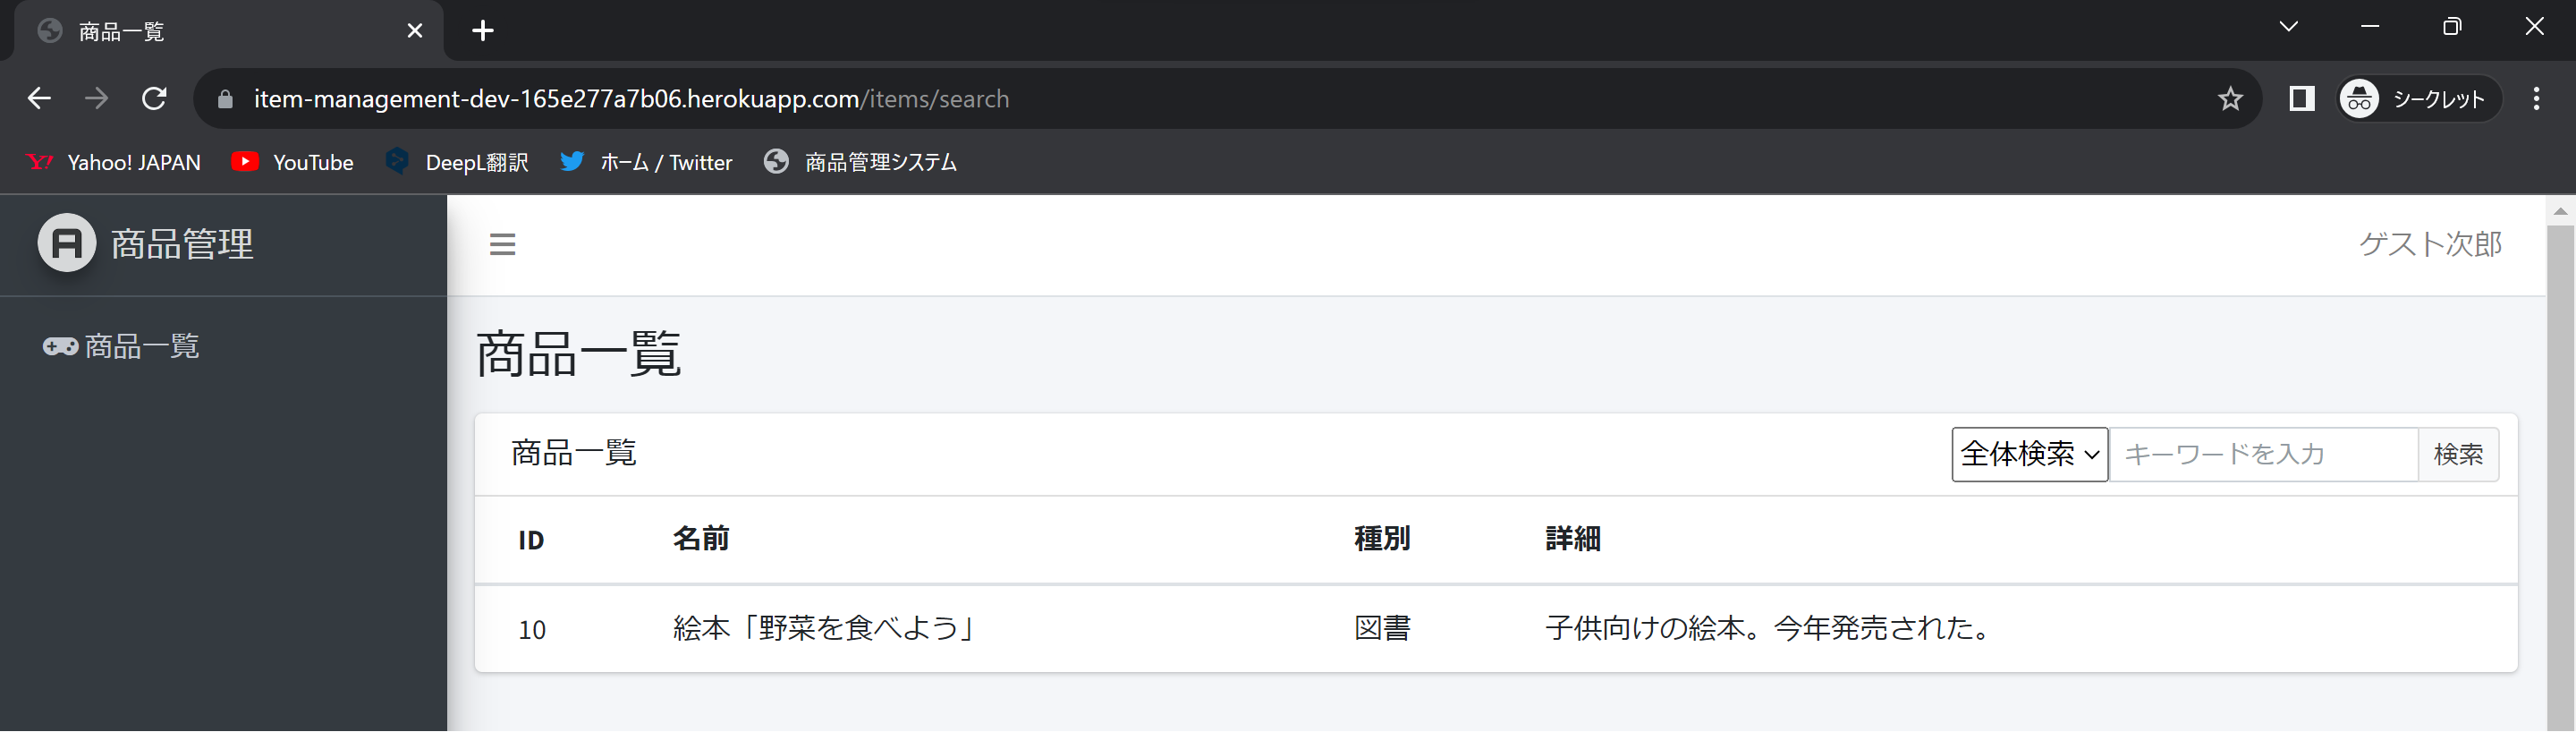 商品一覧
item-management-dev-165e277a7b06.herokuapp.com/items/search
シークレット
Yahoo! JAPAN YouTube DeepL翻訳 ホーム / Twitter 商品管理システム
商品管理
ゲスト次郎
商品一覧
商品一覧
商品一覧 全体検索 キーワードを入力 検索
ID 名前 種別 詳細
10 絵本「野菜を食べよう」 図書 子供向けの絵本。今年発売された。